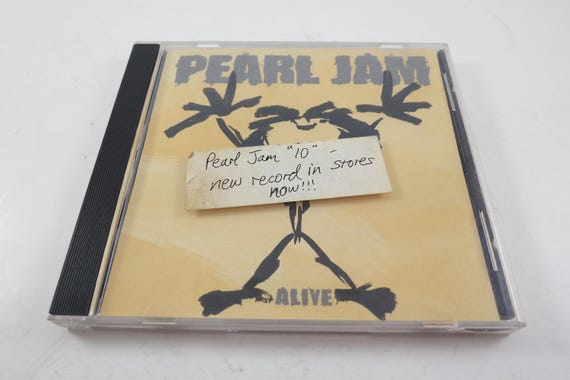 PEARL JAM
Pearl Jam "10" -
new record in stores
now!!!
ALIVE